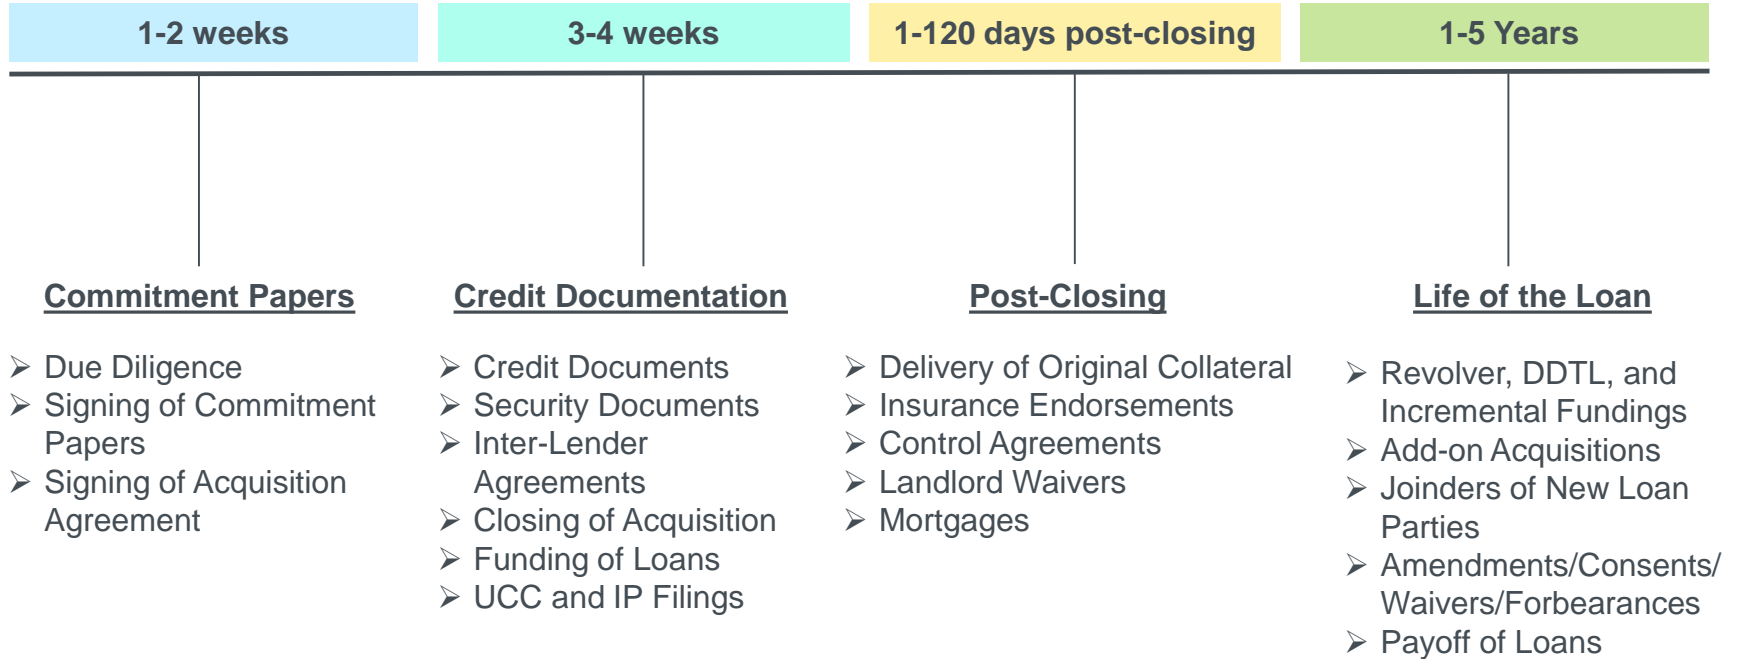 1-2 weeks
3-4 weeks
1-120 days post-closing
1-5 Years
Commitment Papers
➢ Due Diligence
➢ Signing of Commitment
Papers
➢ Signing of Acquisition
Agreement
Credit Documentation
➢ Credit Documents
➢ Security Documents
➢ Inter-Lender
Agreements
➢ Closing of Acquisition
➢ Funding of Loans
➢ UCC and IP Filings
Post-Closing
➢ Delivery of Original Collateral
➢ Insurance Endorsements
➢ Control Agreements
➢ Landlord Waivers
➢ Mortgages
Life of the Loan
➢ Revolver, DDTL, and
Incremental Fundings
➢ Add-on Acquisitions
➢ Joinders of New Loan
Parties
➢ Amendments/Consents/
Waivers/Forbearances
➢ Payoff of Loans